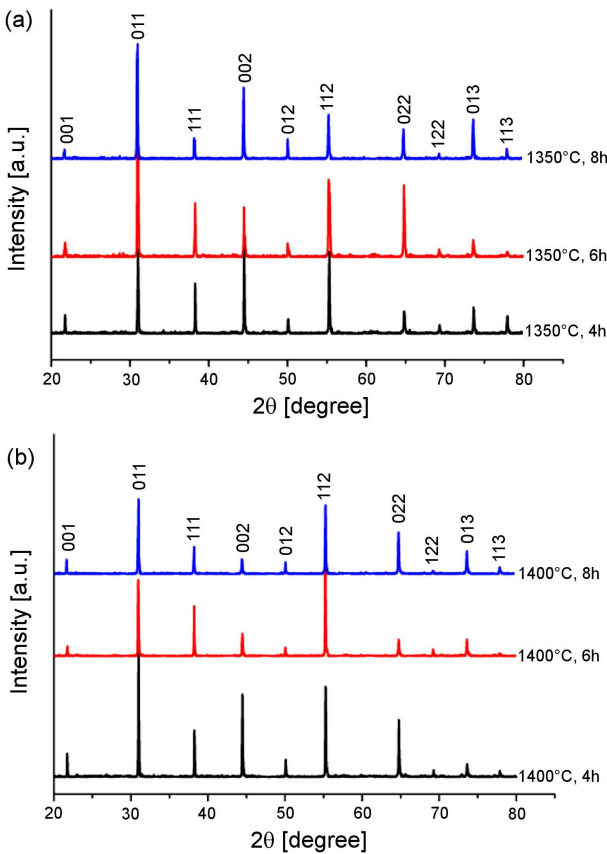 (a)
001 011 111 002 012 112 022 122 013 113
1350°C, 8h
1350°C, 6h
1350°C, 4h
Intensity [a.u.]
20 30 40 50 60 70 80
2θ [degree]
(b)
001 011 111 002 012 112 022 122 013 113
1400°C, 8h
1400°C, 6h
1400°C, 4h
Intensity [a.u.]
20 30 40 50 60 70 80
2θ [degree]